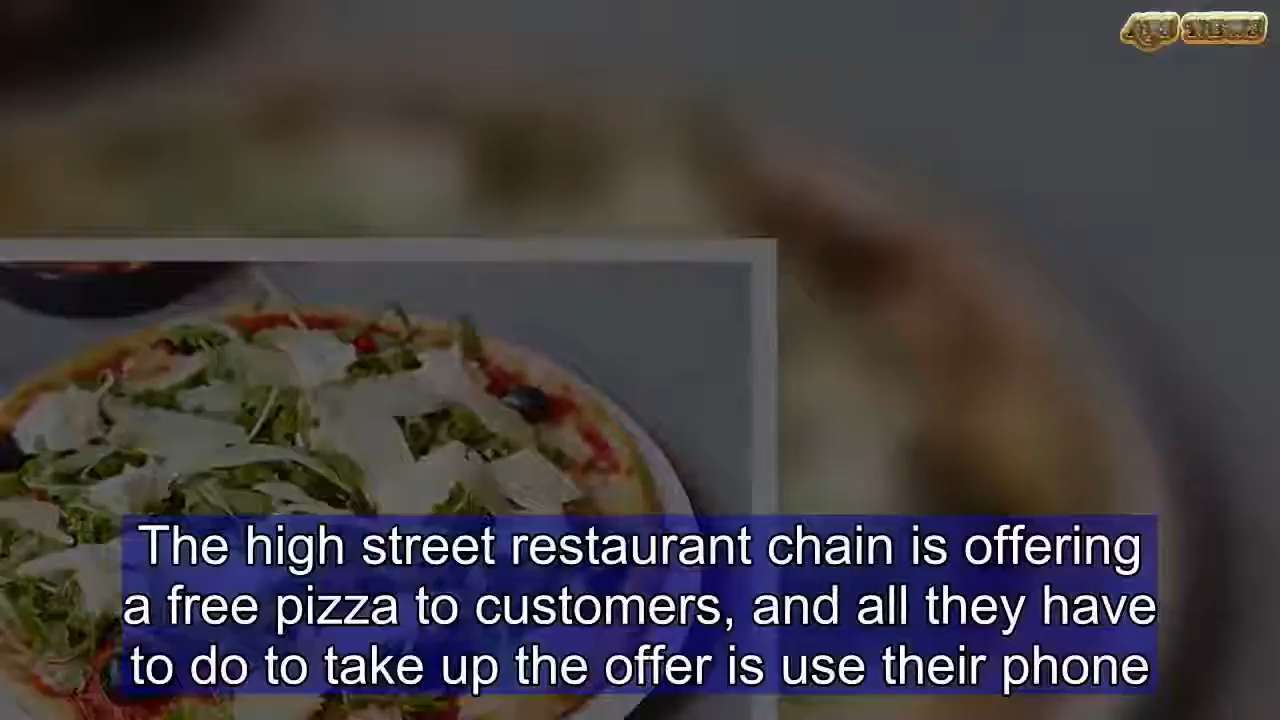 The high street restaurant chain is offering
a free pizza to customers, and all they have
to do to take up the offer is use their phone